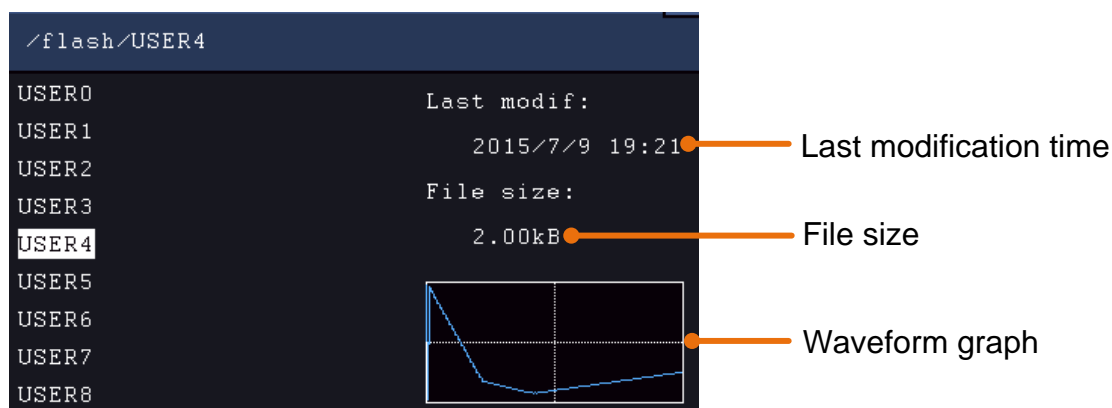 /flash/USER4
USER0
USER1
USER2
USER3
USER4
USER5
USER6
USER7
USER8
Last modif:
2015/7/9 19:21
File size:
2.00kB
Last modification time
File size
Waveform graph